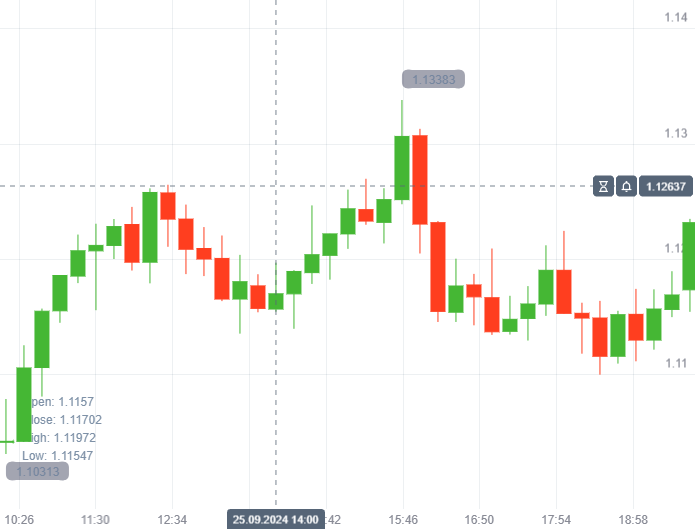 1.14
1.13383
1.13
1.12637
1.12
1.11
pen: 1.1157
lose: 1.11702
igh: 1.11972
Low: 1.11547
1.10313
10:26 11:30 12:34 25.09.2024 14:00 :42 15:46 16:50 17:54 18:58